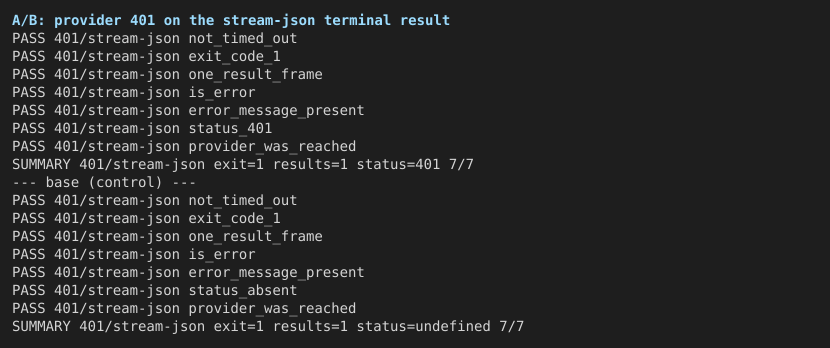 A/B: provider 401 on the stream-json terminal result
PASS 401/stream-json not_timed_out
PASS 401/stream-json exit_code_1
PASS 401/stream-json one_result_frame
PASS 401/stream-json is_error
PASS 401/stream-json error_message_present
PASS 401/stream-json status_401
PASS 401/stream-json provider_was_reached
SUMMARY 401/stream-json exit=1 results=1 status=401 7/7
--- base (control) ---
PASS 401/stream-json not_timed_out
PASS 401/stream-json exit_code_1
PASS 401/stream-json one_result_frame
PASS 401/stream-json is_error
PASS 401/stream-json error_message_present
PASS 401/stream-json status_absent
PASS 401/stream-json provider_was_reached
SUMMARY 401/stream-json exit=1 results=1 status=undefined 7/7